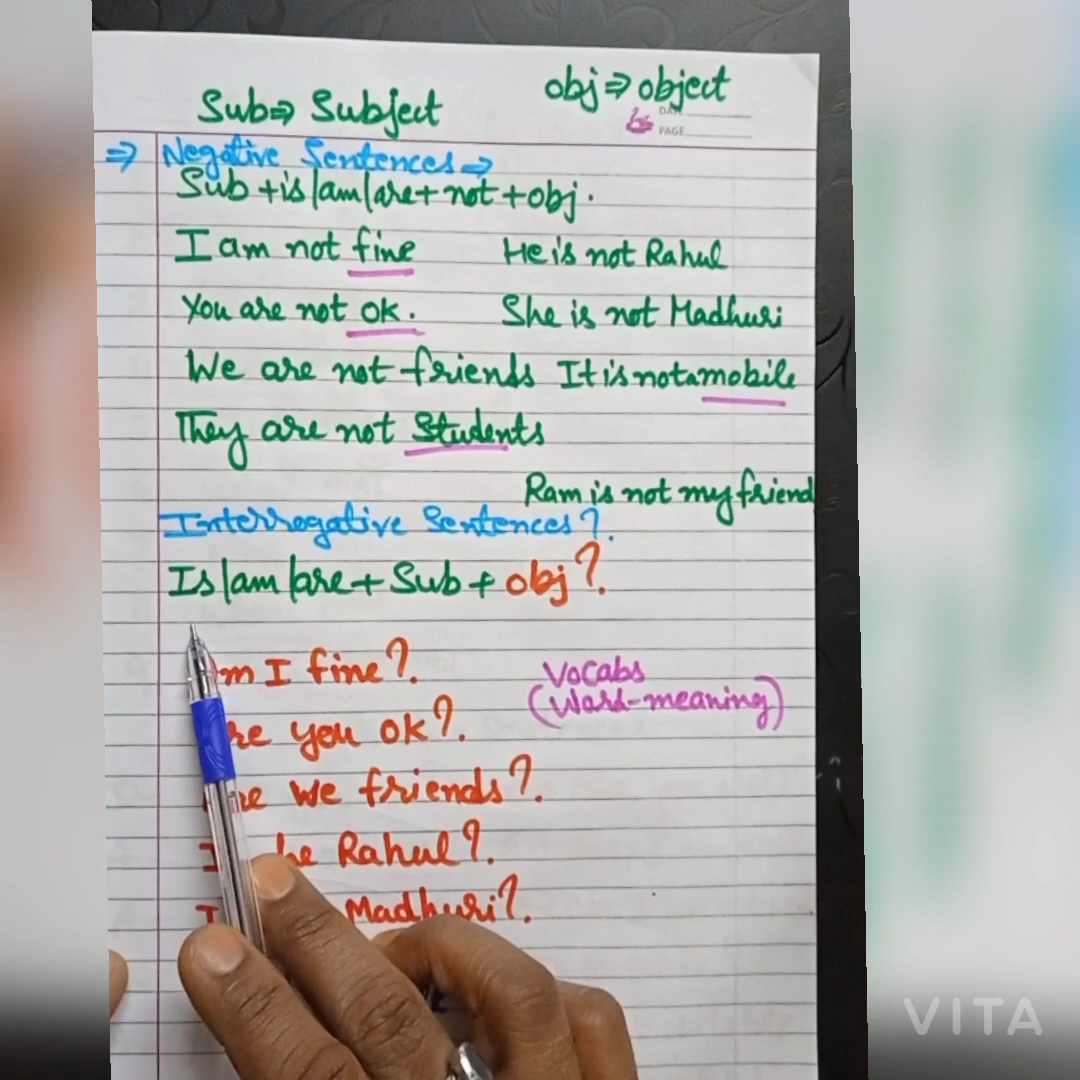 Sub⇒ Subject
obj⇒object
DATE
PAGE
⇒ Negative Sentences⇒
Sub+is/am/are+not+obj.
I am not fine
He is not Rahul
You are not ok.
She is not Madhuri
We are not friends
It is not a mobile
They are not Students
Ram is not my friend
Interrogative Sentences?
Is/am/are+Sub+obj?
m I fine?
re you ok?
re we friends?
he Rahul?
Madhuri?
Vocabs
(Word-meaning)
VITA